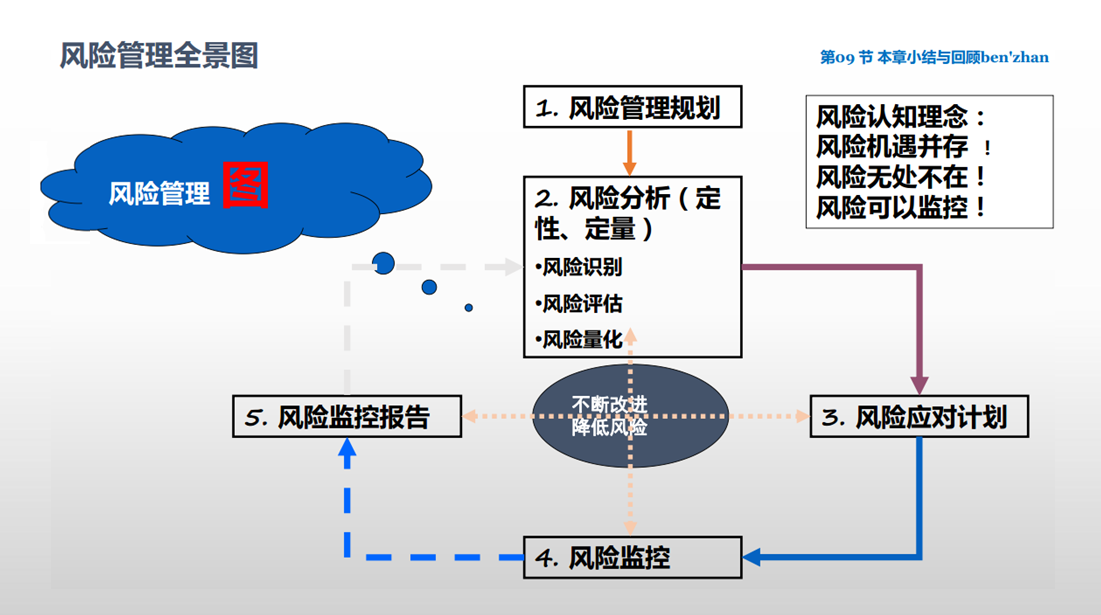 风险管理全景图
第09 节 本章小结与回顾ben'zhan
1. 风险管理规划
风险认知理念：
风险机遇并存 ！
风险无处不在！
风险可以监控！
风险管理 图
2. 风险分析（定
性、定量）
•风险识别
•风险评估
•风险量化
不断改进
降低风险
5. 风险监控报告
3. 风险应对计划
4. 风险监控